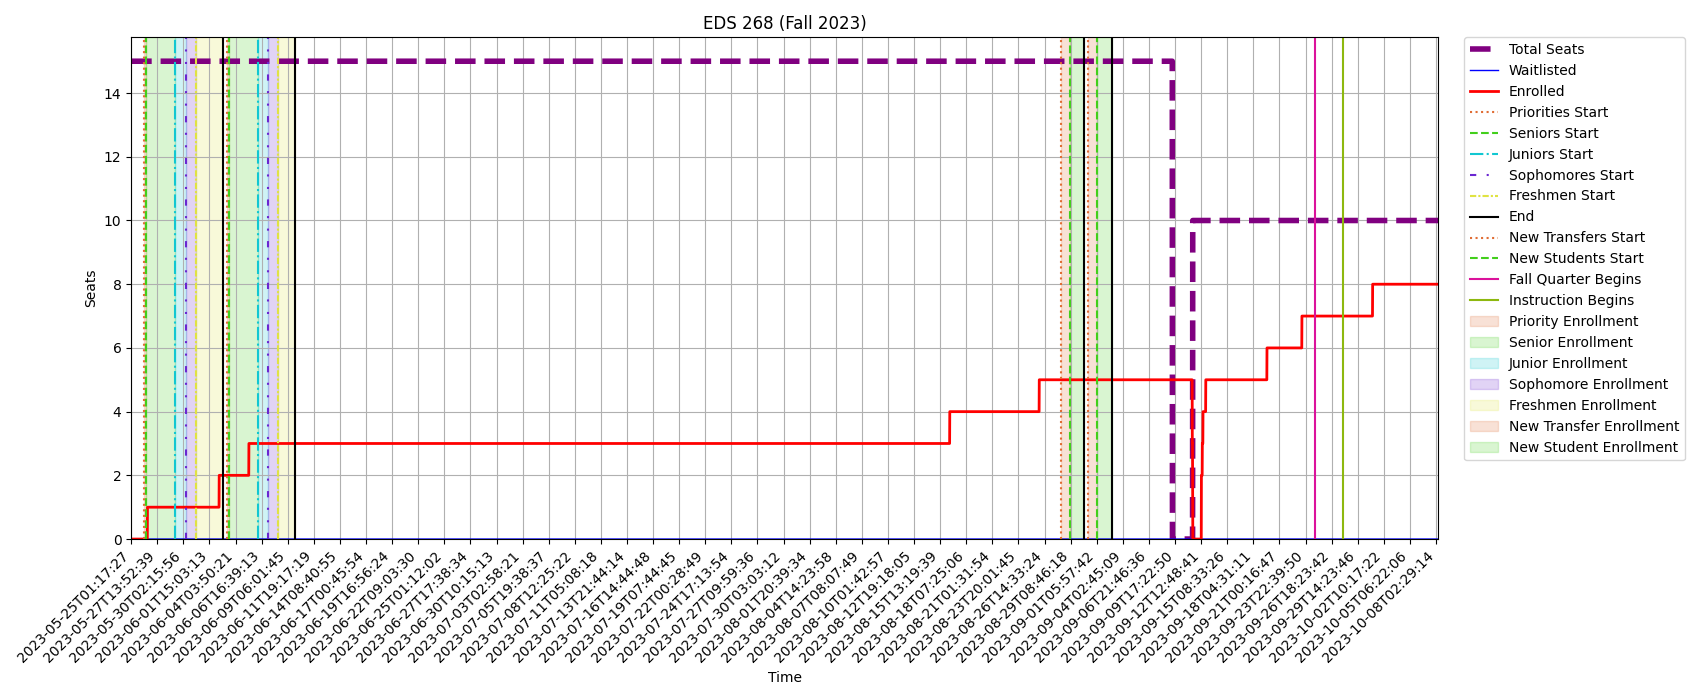 EDS 268 (Fall 2023)
Seats
14
12
10
8
6
4
2
0
2023-05-25T01:17:27
2023-05-27T13:52:39
2023-05-30T02:15:56
2023-06-01T15:03:13
2023-06-04T03:50:21
2023-06-06T16:39:13
2023-06-09T06:01:45
2023-06-11T19:17:19
2023-06-14T08:40:55
2023-06-17T00:45:54
2023-06-19T16:56:24
2023-06-22T09:03:30
2023-06-25T01:12:02
2023-06-27T17:38:34
2023-06-30T10:15:13
2023-07-03T02:58:21
2023-07-05T19:38:37
2023-07-08T12:25:22
2023-07-11T05:08:18
2023-07-13T21:44:14
2023-07-16T14:44:48
2023-07-19T07:44:45
2023-07-22T00:28:49
2023-07-24T17:13:54
2023-07-27T09:59:36
2023-07-30T03:03:12
2023-08-01T20:39:34
2023-08-04T14:23:58
2023-08-07T08:07:49
2023-08-10T01:42:57
2023-08-12T19:18:05
2023-08-15T13:19:39
2023-08-18T07:25:06
2023-08-21T01:31:54
2023-08-23T20:01:45
2023-08-26T14:33:24
2023-08-29T08:46:18
2023-09-01T05:57:42
2023-09-04T02:45:09
2023-09-06T21:46:36
2023-09-09T17:22:50
2023-09-12T12:48:41
2023-09-15T08:33:26
2023-09-18T04:31:11
2023-09-21T00:16:47
2023-09-23T22:39:50
2023-09-26T18:23:42
2023-09-29T14:23:46
2023-10-02T10:17:22
2023-10-05T06:22:06
2023-10-08T02:29:14
Time
Total Seats
Waitlisted
Enrolled
Priorities Start
Seniors Start
Juniors Start
Sophomores Start
Freshmen Start
End
New Transfers Start
New Students Start
Fall Quarter Begins
Instruction Begins
Priority Enrollment
Senior Enrollment
Junior Enrollment
Sophomore Enrollment
Freshmen Enrollment
New Transfer Enrollment
New Student Enrollment